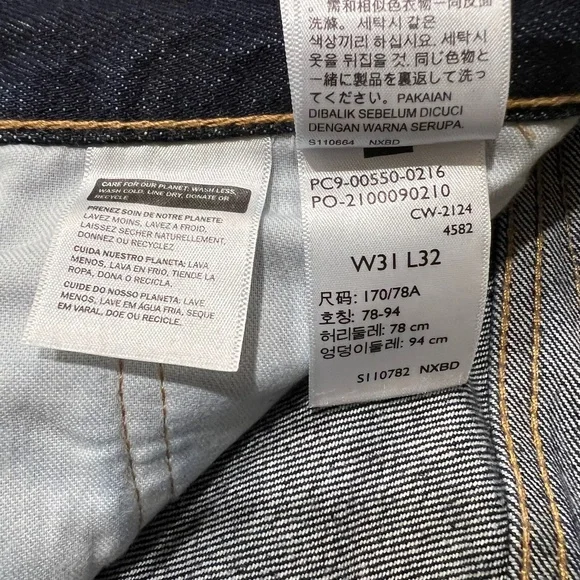 需和相似色衣物一同反面
洗滌。세탁시 같은
색상끼리 하십시오. 세탁시
옷을 뒤집을 것. 同じ色物と
一緒に製品を裏返して洗っ
てください。PAKAIAN
DIBALIK SEBELUM DICUCI
DENGAN WARNA SERUPA.
S110664 NXBD
CARE FOR OUR PLANET: WASH LESS,
WASH COLD, LINE DRY, DONATE OR
RECYCLE
PRENEZ SOIN DE NOTRE PLANETE:
LAVEZ MOINS, LAVEZ A FROID,
LAISSEZ SECHER NATURELLEMENT,
DONNEZ OU RECYCLEZ
CUIDA NUESTRO PLANETA: LAVA
MENOS, LAVA EN FRIO, TIENDE LA
ROPA, DONA O RECICLA.
CUIDE DO NOSSO PLANETA: LAVE
MENOS, LAVE EM ÁGUA FRIA, SEQUE
EM VARAL, DOE OU RECICLE.
PC9-00550-0216
PO-2100090210
CW-2124
4582
W31 L32
尺码: 170/78A
호칭: 78-94
허리둘레: 78 cm
엉덩이둘레: 94 cm
S110782 NXBD